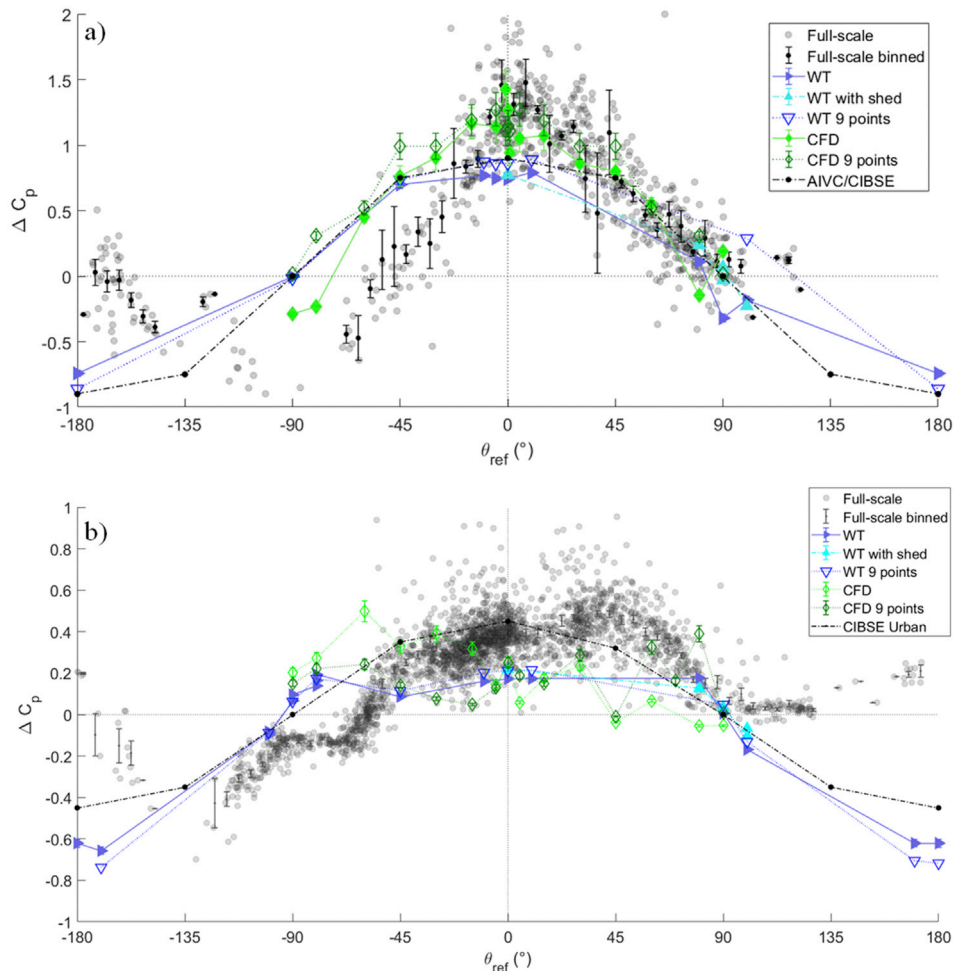 a)
2
1.5
1
0.5
0
-0.5
-1
Δ Cp
-180 -135 -90 -45 0 45 90 135 180
θref (°)
Full-scale
Full-scale binned
WT
WT with shed
WT 9 points
CFD
CFD 9 points
AIVC/CIBSE
b)
1
0.8
0.6
0.4
0.2
0
-0.2
-0.4
-0.6
-0.8
-1
Δ Cp
-180 -135 -90 -45 0 45 90 135 180
θref (°)
Full-scale
Full-scale binned
WT
WT with shed
WT 9 points
CFD
CFD 9 points
CIBSE Urban